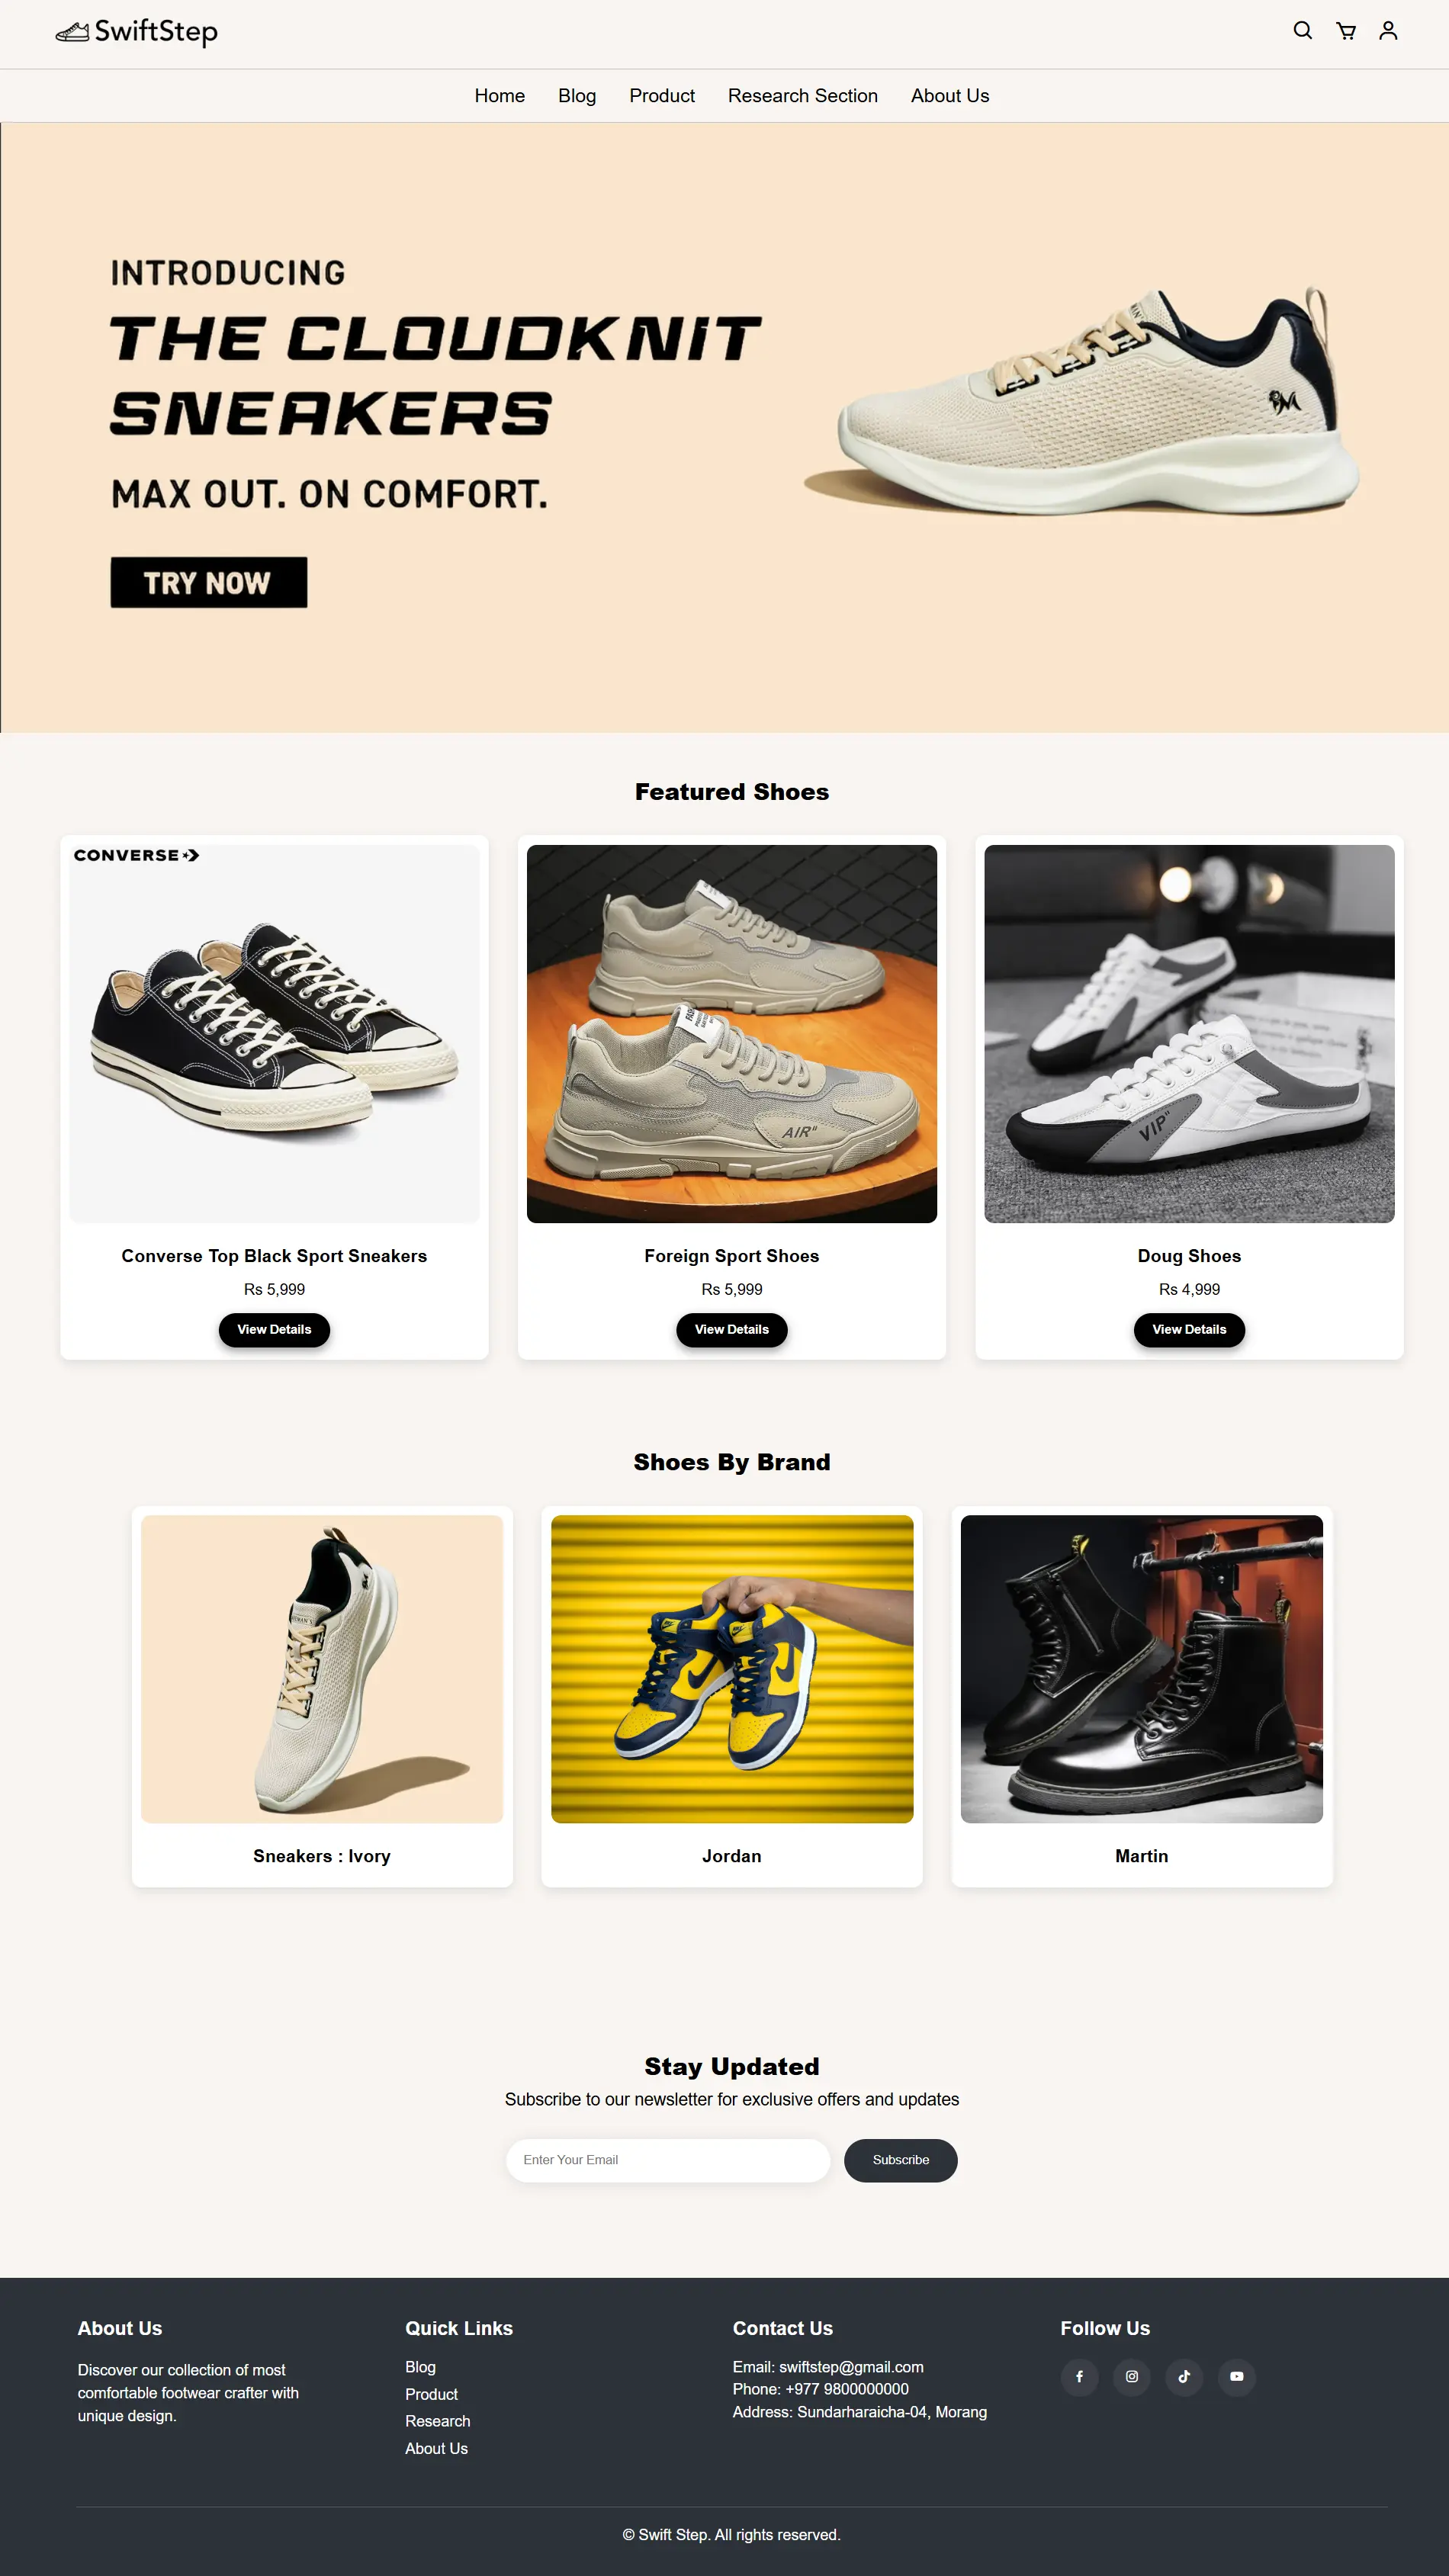 SwiftStep
Home Blog Product Research Section About Us
INTRODUCING
THE CLOUDKNIT
SNEAKERS
MAX OUT. ON COMFORT.
TRY NOW
Featured Shoes
CONVERSE
AIR"
VIP"
Converse Top Black Sport Sneakers
Rs 5,999
View Details
Foreign Sport Shoes
Rs 5,999
View Details
Doug Shoes
Rs 4,999
View Details
Shoes By Brand
Sneakers : Ivory
Jordan
Martin
Stay Updated
Subscribe to our newsletter for exclusive offers and updates
Enter Your Email
Subscribe
About Us
Discover our collection of most
comfortable footwear crafter with
unique design.
Quick Links
Blog
Product
Research
About Us
Contact Us
Email: swiftstep@gmail.com
Phone: +977 9800000000
Address: Sundarharaicha-04, Morang
Follow Us
© Swift Step. All rights reserved.